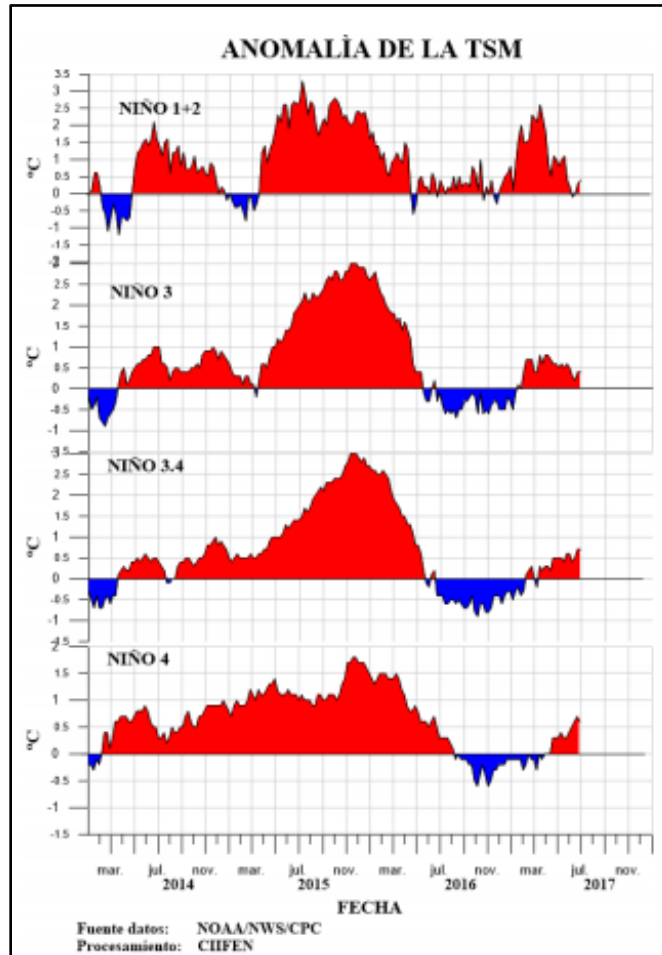 ANOMALÌA DE LA TSM
3.5
3
2.5
2
1.5
1
0.5
0
-0.5
-1
-1.5
NIÑO 1+2
ºC
3
2.5
2
1.5
1
0.5
0
-0.5
-1
NIÑO 3
ºC
2.5
2
1.5
1
0.5
0
-0.5
-1
-1.5
NIÑO 3.4
ºC
2
1.5
1
0.5
0
-0.5
-1
-1.5
NIÑO 4
ºC
mar. jul. nov. mar. jul. nov. mar. jul. nov. mar. jul. nov.
2014 2015 2016 2017
FECHA
Fuente datos: NOAA/NWS/CPC
Procesamiento: CIIFEN